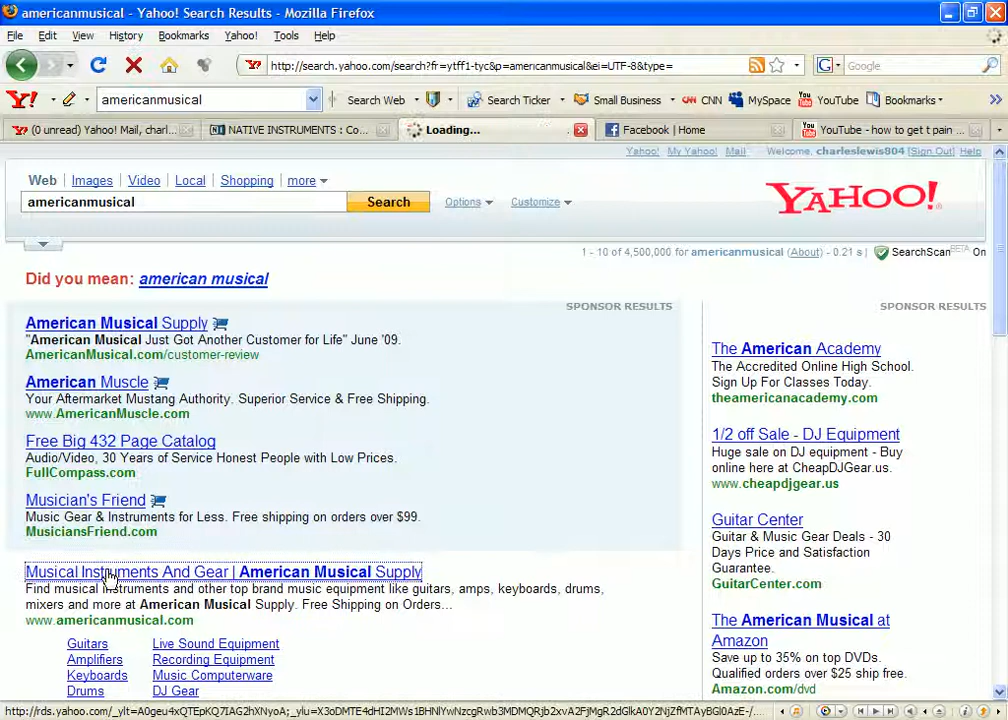 americanmusical - Yahoo! Search Results - Mozilla Firefox
File Edit View History Bookmarks Yahoo! Tools Help
http://search.yahoo.com/search?fr=ytff1-tyc&p=americanmusical&ei=UTF-8&type=
Google
americanmusical
Search Web
Search Ticker
Small Business
CNN
MySpace
YouTube
Bookmarks
(0 unread) Yahoo! Mail, charl...
NATIVE INSTRUMENTS : Co...
Loading...
Facebook | Home
YouTube - how to get t pain ...
Yahoo! My Yahoo! Mail Welcome, charleslewis804 [Sign Out] Help
Web | Images | Video | Local | Shopping | more
americanmusical
Search
Options
Customize
YAHOO!
1 - 10 of 4,500,000 for americanmusical (About) - 0.21 s | SearchScan BETA On
Did you mean: american musical
SPONSOR RESULTS
American Musical Supply
"American Musical Just Got Another Customer for Life" June '09.
AmericanMusical.com/customer-review
American Muscle
Your Aftermarket Mustang Authority. Superior Service & Free Shipping.
www.AmericanMuscle.com
Free Big 432 Page Catalog
Audio/Video, 30 Years of Service Honest People with Low Prices.
FullCompass.com
Musician's Friend
Music Gear & Instruments for Less. Free shipping on orders over $99.
MusiciansFriend.com
Musical Instruments And Gear | American Musical Supply
Find musical instruments and other top brand music equipment like guitars, amps, keyboards, drums,
mixers and more at American Musical Supply. Free Shipping on Orders...
www.americanmusical.com
Guitars Live Sound Equipment
Amplifiers Recording Equipment
Keyboards Music Computerware
Drums DJ Gear
SPONSOR RESULTS
The American Academy
The Accredited Online High School.
Sign Up For Classes Today.
theamericanacademy.com
1/2 off Sale - DJ Equipment
Huge sale on DJ equipment - Buy
online here at CheapDJGear.us.
www.cheapdjgear.us
Guitar Center
Guitar & Music Gear Deals - 30
Days Price and Satisfaction
Guarantee.
GuitarCenter.com
The American Musical at
Amazon
Save up to 35% on top DVDs.
Qualified orders over $25 ship free.
Amazon.com/dvd